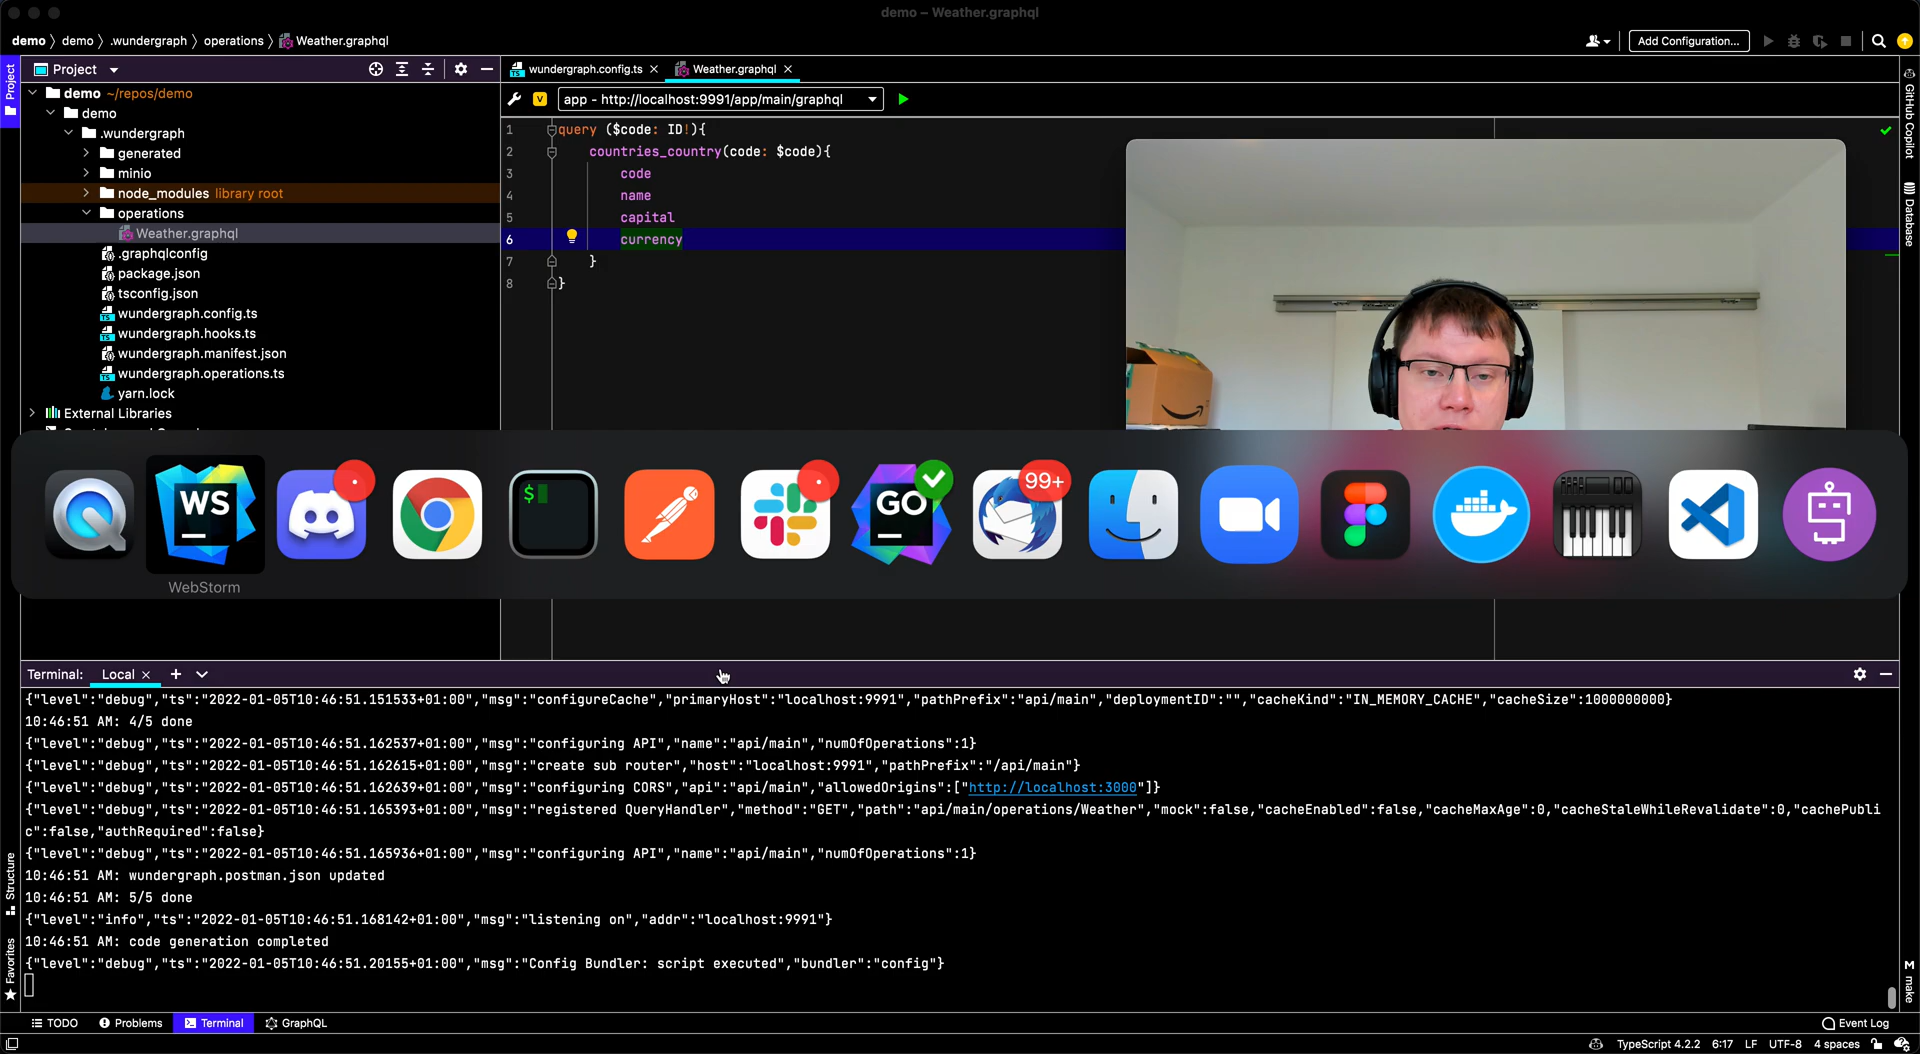 demo – Weather.graphql
demo 〉 demo 〉 .wundergraph 〉 operations 〉 Weather.graphql
Add Configuration...
Project
Project
wundergraph.config.ts
Weather.graphql
demo ~/repos/demo
demo
.wundergraph
generated
minio
node_modules library root
operations
Weather.graphql
.graphqlconfig
package.json
tsconfig.json
wundergraph.config.ts
wundergraph.hooks.ts
wundergraph.manifest.json
wundergraph.operations.ts
yarn.lock
External Libraries
V
app - http://localhost:9991/app/main/graphql
1 query ($code: ID!){
2 countries_country(code: $code){
3 code
4 name
5 capital
6 currency
7 }
8 }
GitHub Copilot
Database
WS
$
GO
99+
WebStorm
Terminal: Local
{"level":"debug","ts":"2022-01-05T10:46:51.151533+01:00","msg":"configureCache","primaryHost":"localhost:9991","pathPrefix":"api/main","deploymentID":"","cacheKind":"IN_MEMORY_CACHE","cacheSize":1000000000}
10:46:51 AM: 4/5 done
{"level":"debug","ts":"2022-01-05T10:46:51.162537+01:00","msg":"configuring API","name":"api/main","numOfOperations":1}
{"level":"debug","ts":"2022-01-05T10:46:51.162615+01:00","msg":"create sub router","host":"localhost:9991","pathPrefix":"/api/main"}
{"level":"debug","ts":"2022-01-05T10:46:51.162639+01:00","msg":"configuring CORS","api":"api/main","allowedOrigins":["http://localhost:3000"]}
{"level":"debug","ts":"2022-01-05T10:46:51.165393+01:00","msg":"registered QueryHandler","method":"GET","path":"api/main/operations/Weather","mock":false,"cacheEnabled":false,"cacheMaxAge":0,"cacheStaleWhileRevalidate":0,"cachePubli
c":false,"authRequired":false}
{"level":"debug","ts":"2022-01-05T10:46:51.165936+01:00","msg":"configuring API","name":"api/main","numOfOperations":1}
10:46:51 AM: wundergraph.postman.json updated
10:46:51 AM: 5/5 done
{"level":"info","ts":"2022-01-05T10:46:51.168142+01:00","msg":"listening on","addr":"localhost:9991"}
10:46:51 AM: code generation completed
{"level":"debug","ts":"2022-01-05T10:46:51.20155+01:00","msg":"Config Bundler: script executed","bundler":"config"}
Structure
Favorites
make
TODO Problems Terminal GraphQL Event Log
TypeScript 4.2.2 6:17 LF UTF-8 4 spaces